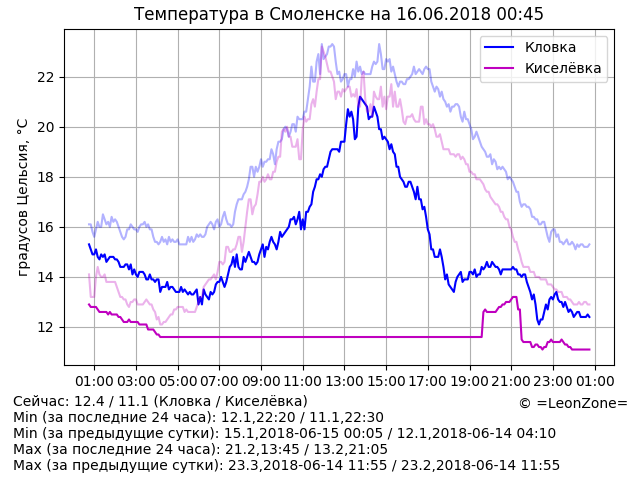 Температура в Смоленске на 16.06.2018 00:45
Кловка
Киселёвка
градусов Цельсия, °C
22
20
18
16
14
12
01:00 03:00 05:00 07:00 09:00 11:00 13:00 15:00 17:00 19:00 21:00 23:00 01:00
Сейчас: 12.4 / 11.1 (Кловка / Киселёвка)
© =LeonZone=
Min (за последние 24 часа): 12.1,22:20 / 11.1,22:30
Min (за предыдущие сутки): 15.1,2018-06-15 00:05 / 12.1,2018-06-14 04:10
Max (за последние 24 часа): 21.2,13:45 / 13.2,21:05
Max (за предыдущие сутки): 23.3,2018-06-14 11:55 / 23.2,2018-06-14 11:55